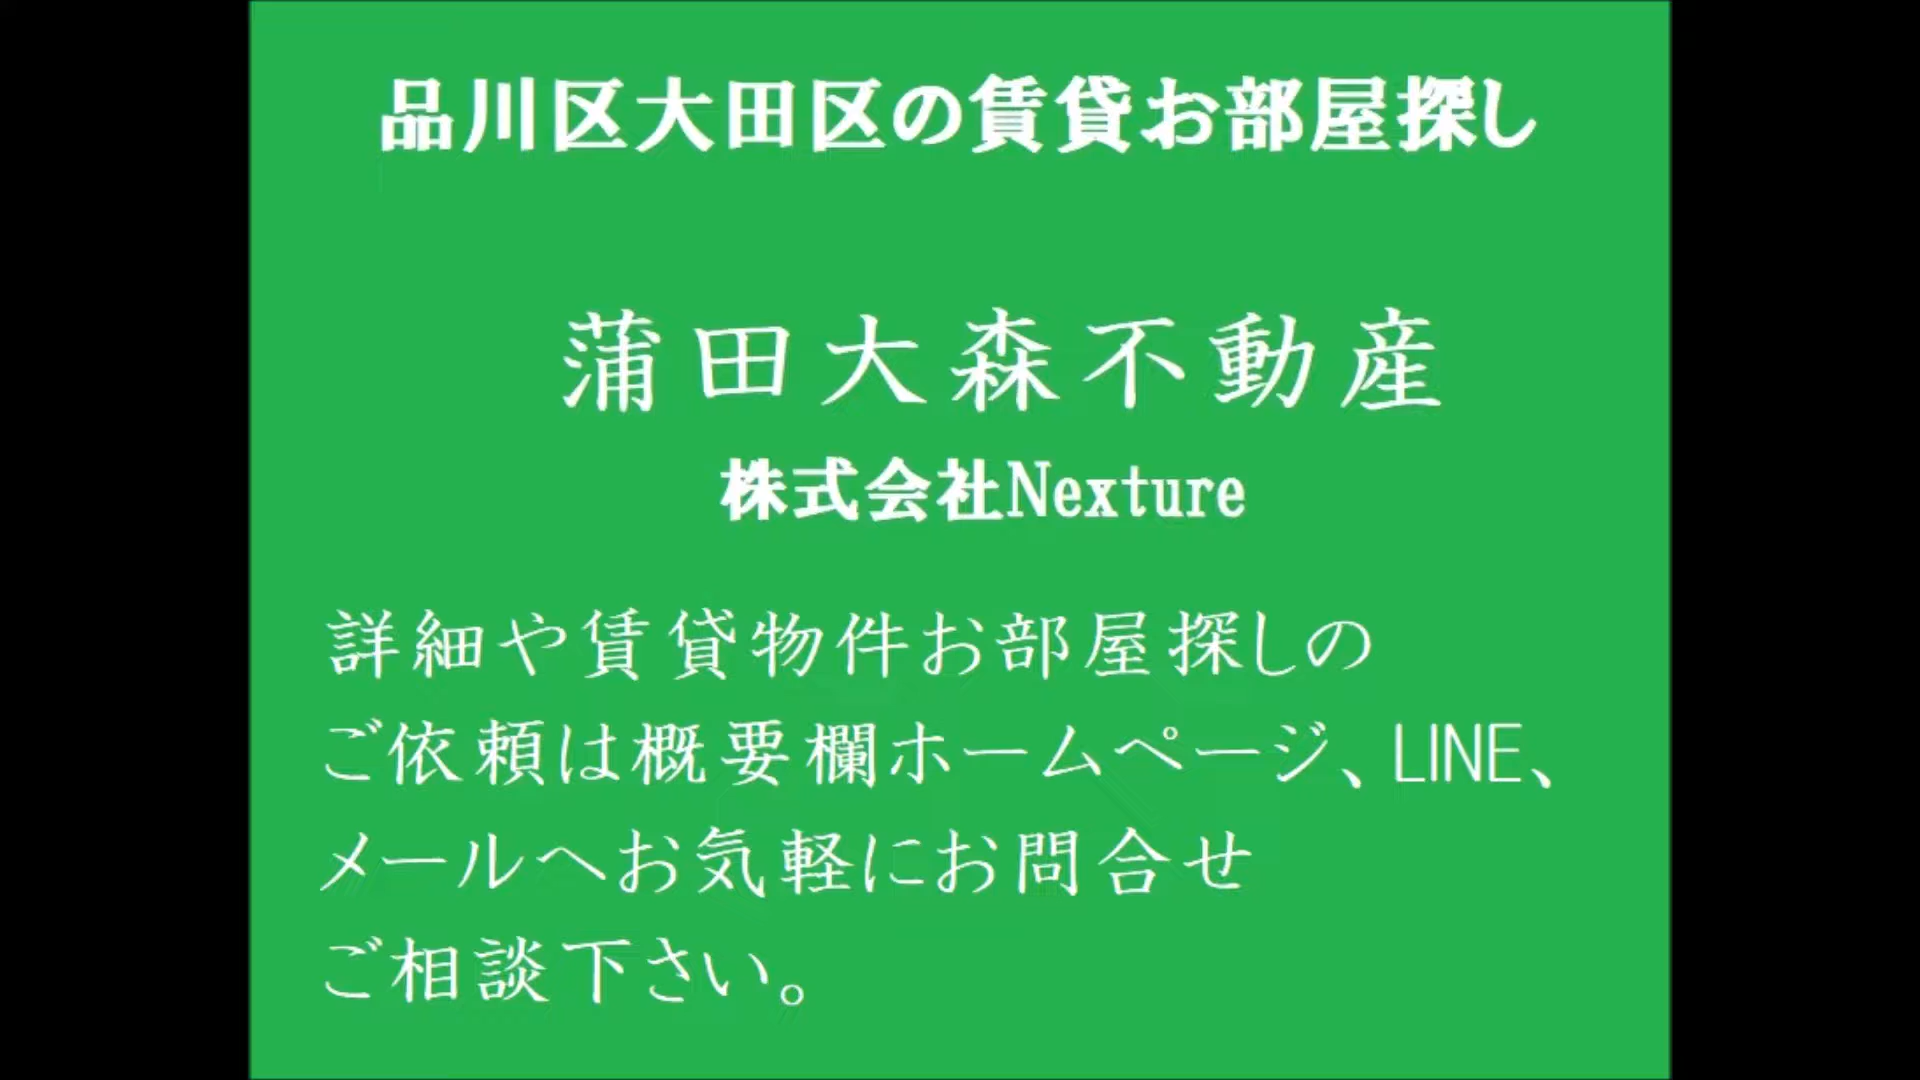 品川区大田区の賃貸お部屋探し
蒲田大森不動産
株式会社Nexture
詳細や賃貸物件お部屋探しの
ご依頼は概要欄ホームページ、LINE、
メールへお気軽にお問合せ
ご相談下さい。